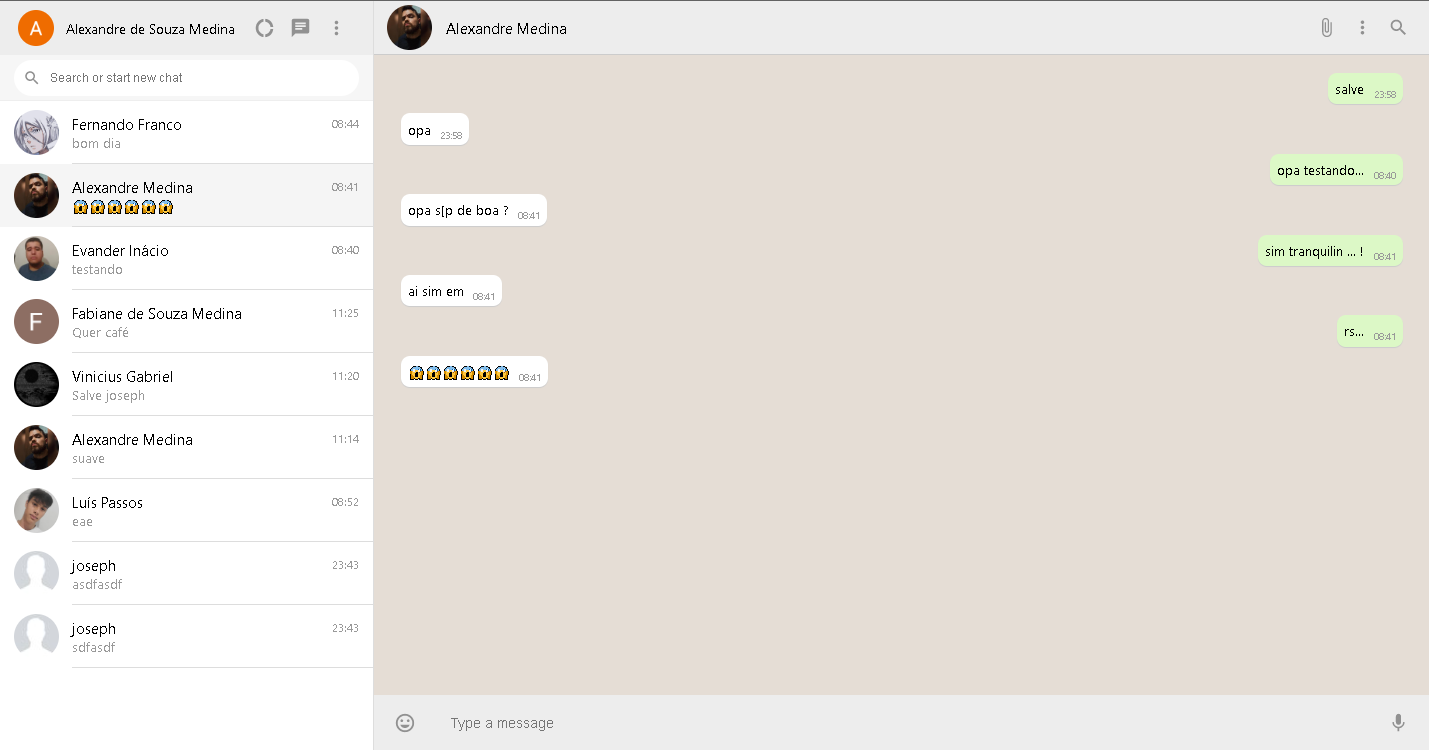 A
Alexandre de Souza Medina
Search or start new chat
Fernando Franco 08:44
bom dia
Alexandre Medina 08:41
😱😱😱😱😱😱
Evander Inácio 08:40
testando
F
Fabiane de Souza Medina 11:25
Quer café
Vinicius Gabriel 11:20
Salve joseph
Alexandre Medina 11:14
suave
Luís Passos 08:52
eae
joseph 23:43
asdfasdf
joseph 23:43
sdfasdf
Alexandre Medina
salve 23:58
opa 23:58
opa testando... 08:40
opa s[p de boa ? 08:41
sim tranquilin ... ! 08:41
ai sim em 08:41
rs... 08:41
😱😱😱😱😱😱 08:41
Type a message